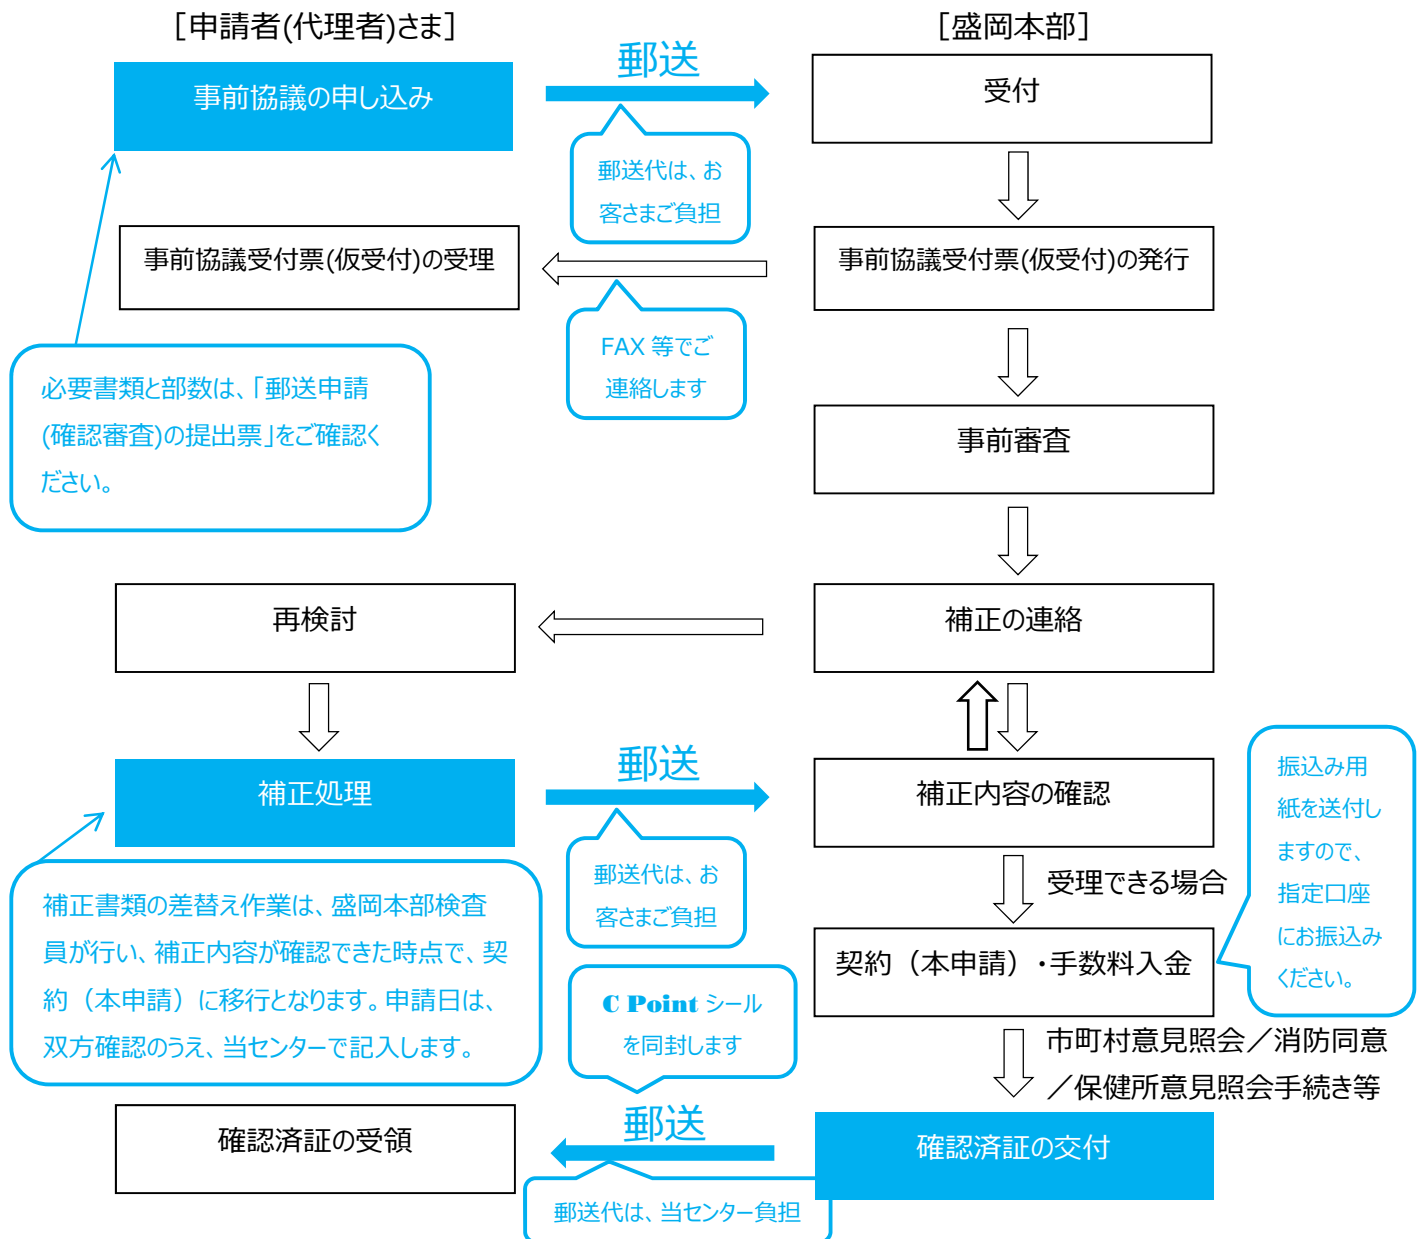 [申請者(代理者)さま]
[盛岡本部]
事前協議の申し込み
郵送
受付
郵送代は、お
客さまご負担
事前協議受付票(仮受付)の受理
事前協議受付票(仮受付)の発行
FAX 等でご
連絡します
必要書類と部数は、「郵送申請
(確認審査)の提出票」をご確認く
ださい。
事前審査
再検討
補正の連絡
補正処理
郵送
補正内容の確認
振込み用
紙を送付し
ますので、
指定口座
にお振込み
ください。
郵送代は、お
客さまご負担
受理できる場合
補正書類の差替え作業は、盛岡本部検査
員が行い、補正内容が確認できた時点で、契
約（本申請）に移行となります。申請日は、
双方確認のうえ、当センターで記入します。
契約（本申請）・手数料入金
C Point シール
を同封します
市町村意見照会／消防同意
／保健所意見照会手続き等
確認済証の受領
郵送
確認済証の交付
郵送代は、当センター負担